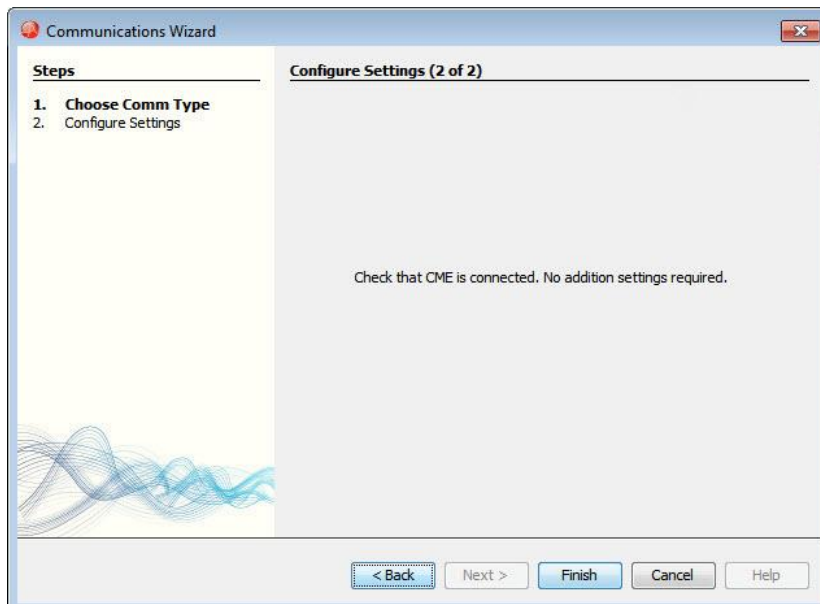 Communications Wizard
Steps
1. Choose Comm Type
2. Configure Settings
Configure Settings (2 of 2)
Check that CME is connected. No addition settings required.
< Back Next > Finish Cancel Help